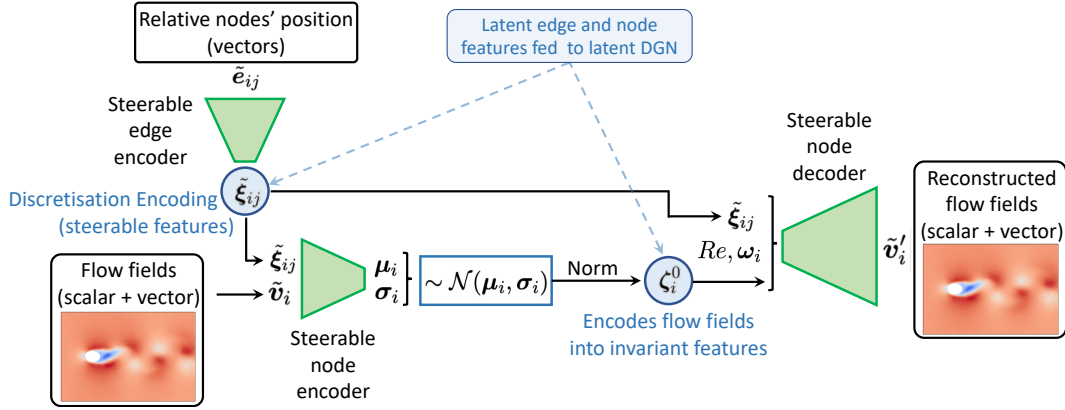 Relative nodes' position
(vectors)
Latent edge and node
features fed to latent DGN
ẽ_ij
Steerable
edge
encoder
Steerable
node
decoder
ξ̃_ij
Discretisation Encoding
(steerable features)
Reconstructed
flow fields
(scalar + vector)
ξ̃_ij
Re, ω_i
ṽ′_i
Flow fields
(scalar + vector)
ξ̃_ij
ṽ_i
μ_i
σ_i
∼ 𝒩(μ_i, σ_i)
Norm
ζ_i^0
Steerable
node
encoder
Encodes flow fields
into invariant features